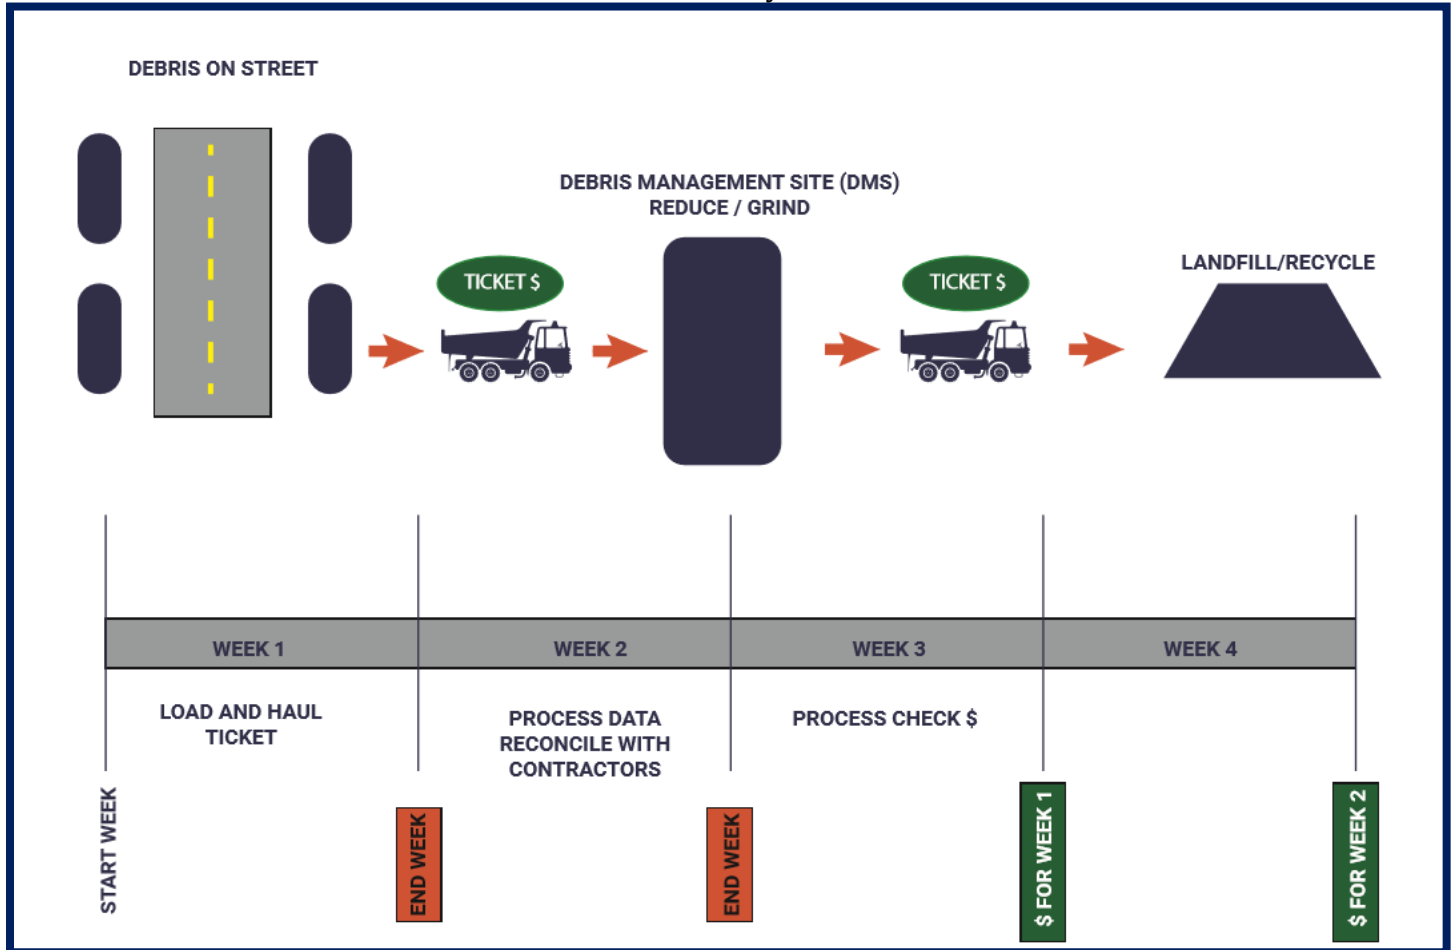 DEBRIS ON STREET
DEBRIS MANAGEMENT SITE (DMS)
REDUCE / GRIND
TICKET $
TICKET $
LANDFILL/RECYCLE
WEEK 1
WEEK 2
WEEK 3
WEEK 4
LOAD AND HAUL
TICKET
PROCESS DATA
RECONCILE WITH
CONTRACTORS
PROCESS CHECK $
START WEEK
END WEEK
END WEEK
$ FOR WEEK 1
$ FOR WEEK 2